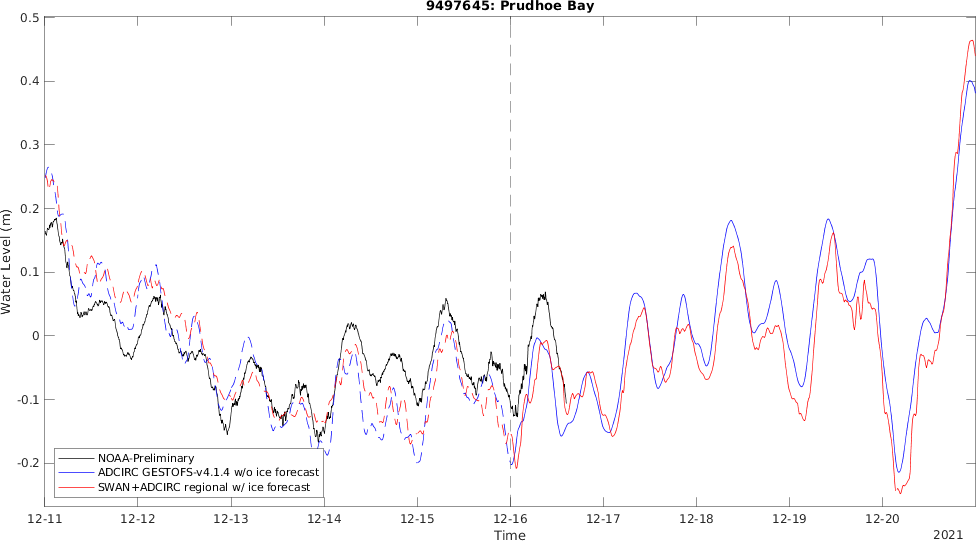 9497645: Prudhoe Bay
0.5
0.4
0.3
0.2
0.1
0
-0.1
-0.2
Water Level (m)
NOAA-Preliminary
ADCIRC GESTOFS-v4.1.4 w/o ice forecast
SWAN+ADCIRC regional w/ ice forecast
12-11 12-12 12-13 12-14 12-15 12-16 12-17 12-18 12-19 12-20
Time
2021